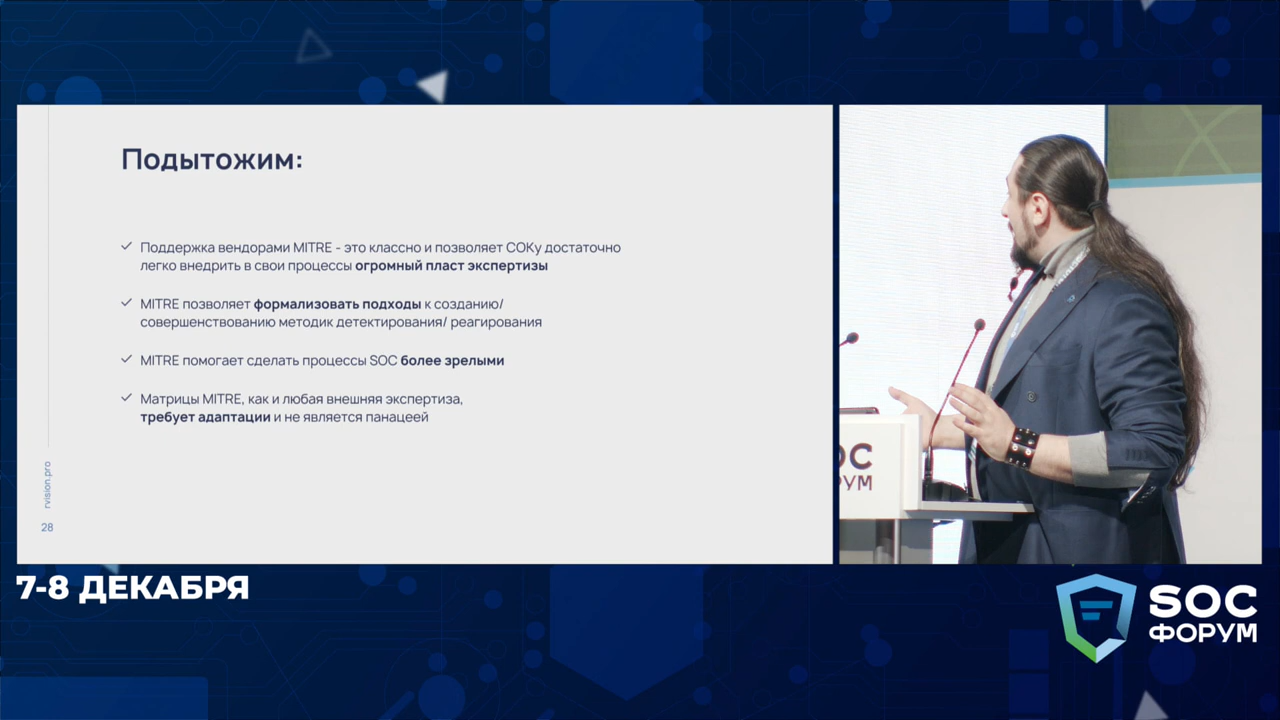 Подытожим:
Поддержка вендорами MITRE - это классно и позволяет СОКу достаточно
легко внедрить в свои процессы огромный пласт экспертизы
MITRE позволяет формализовать подходы к созданию/
совершенствованию методик детектирования/ реагирования
MITRE помогает сделать процессы SOC более зрелыми
Матрицы MITRE, как и любая внешняя экспертиза,
требует адаптации и не является панацеей
rvision.pro
28
OC
РУМ
7-8 ДЕКАБРЯ
SOC
ФОРУМ